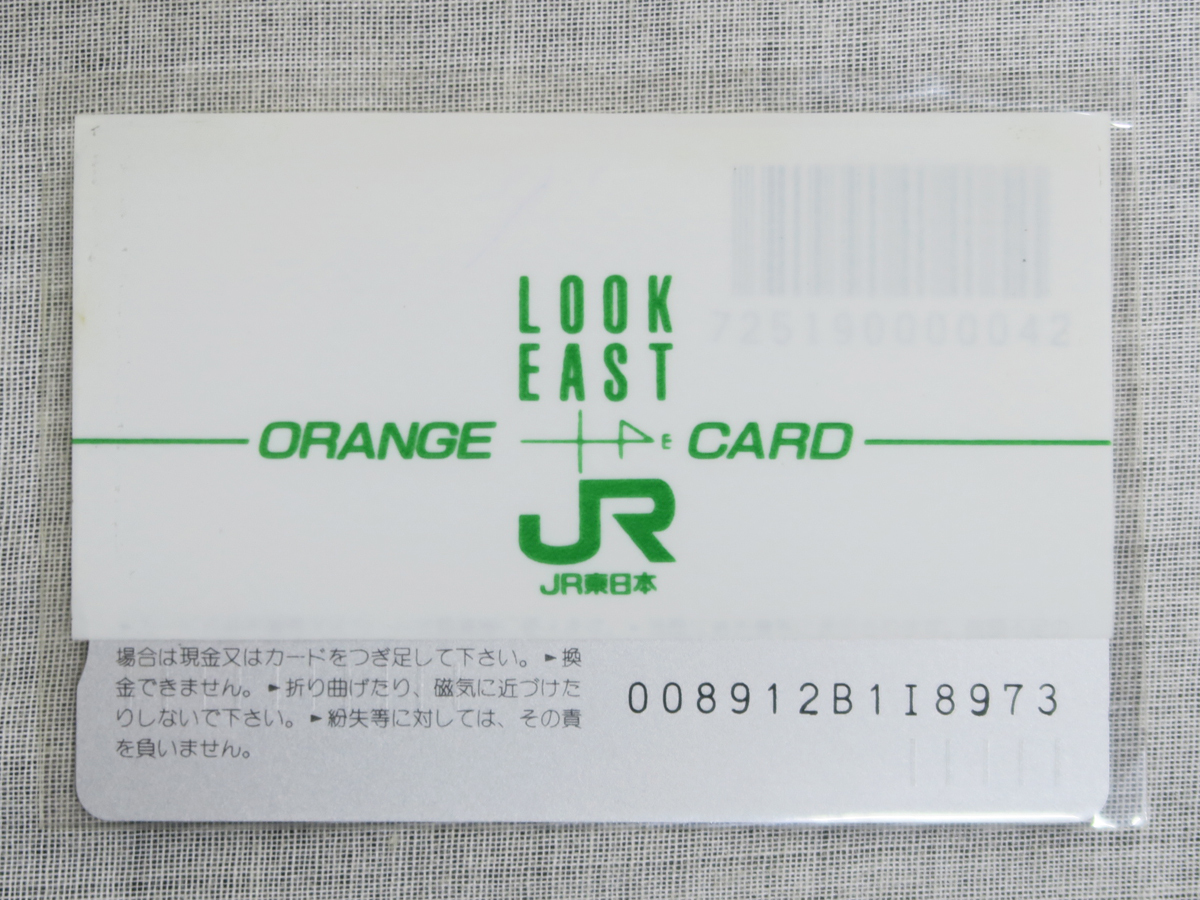 725190000042
LOOK
EAST
ORANGE E CARD
JR
JR東日本
場合は現金又はカードをつぎ足して下さい。►換
金できません。►折り曲げたり、磁気に近づけた
りしないで下さい。►紛失等に対しては、その責
を負いません。
008912B1I8973